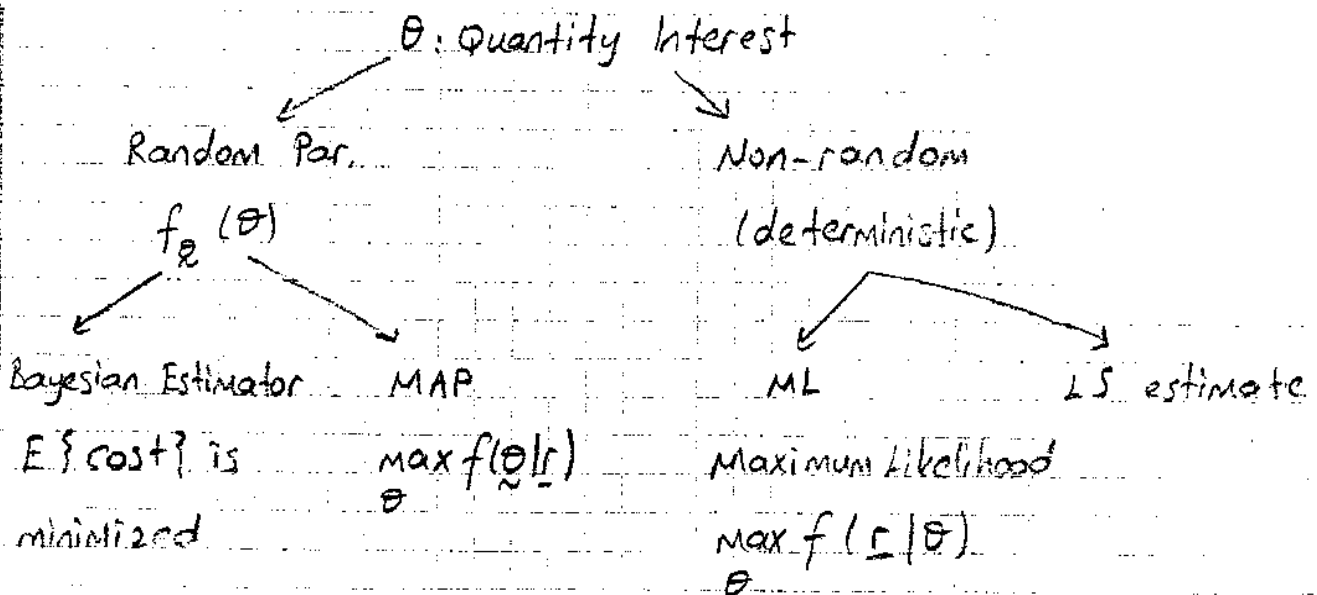 θ: Quantity Interest
Random Par. Non-random
f_θ (θ) (deterministic)
Bayesian Estimator MAP ML LS estimate
E{cost} is max f(θ|r) Maximum Likelihood
θ
minimized max f(r|θ)
θ